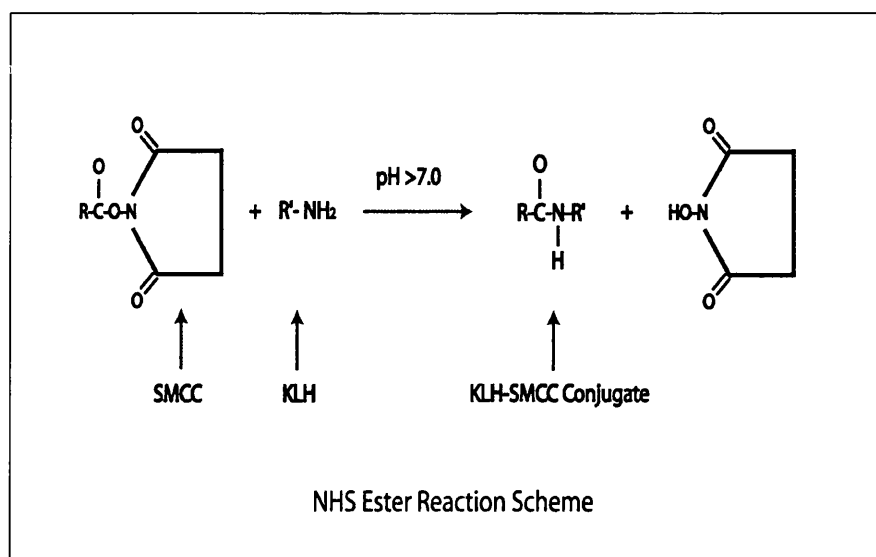 O O
O O O
R-C-O-N + R'-NH₂ pH >7.0 R-C-N-R' + HO-N
H
O O
SMCC KLH KLH-SMCC Conjugate
NHS Ester Reaction Scheme